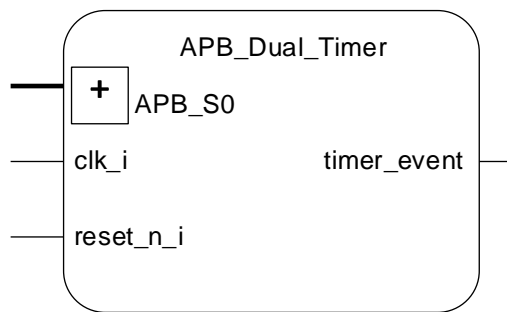 APB_Dual_Timer
+
APB_S0
clk_i
timer_event
reset_n_i